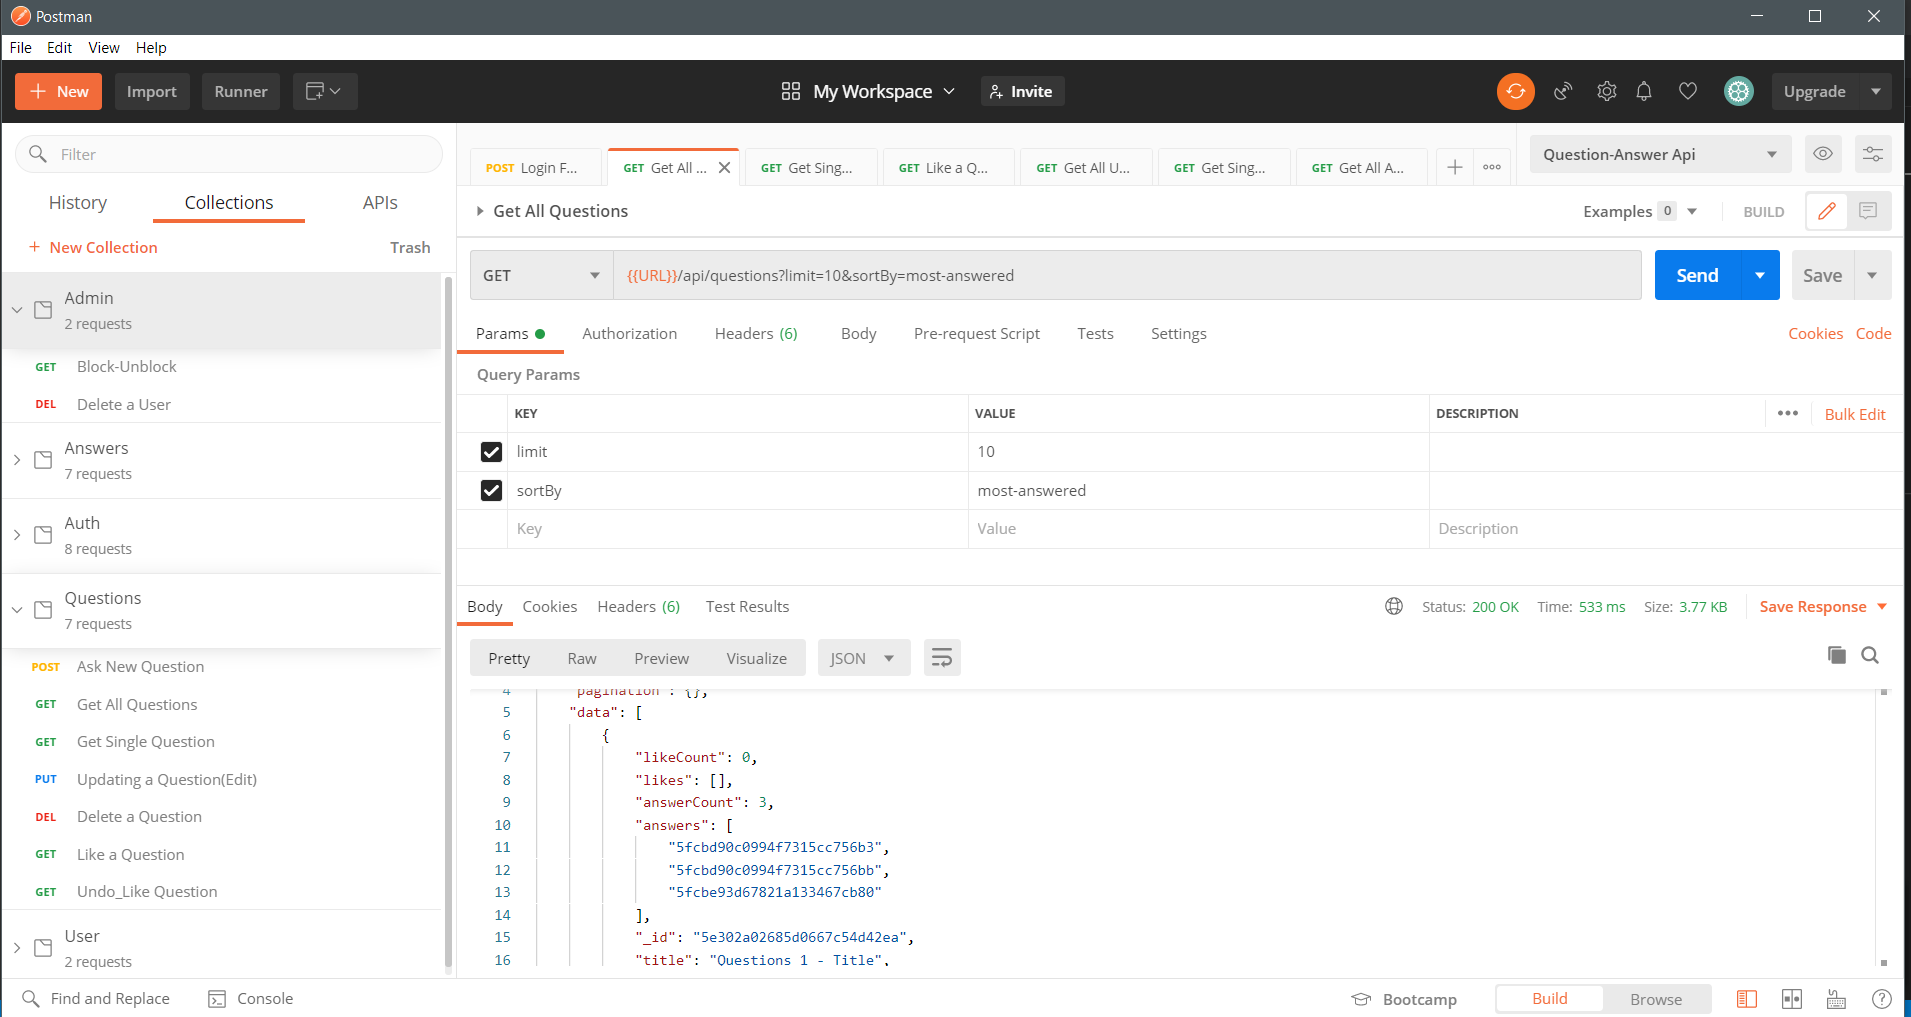 Postman
File Edit View Help
+ New Import Runner My Workspace Invite Upgrade
Filter
History Collections APIs
+ New Collection Trash
Admin
2 requests
GET Block-Unblock
DEL Delete a User
Answers
7 requests
Auth
8 requests
Questions
7 requests
POST Ask New Question
GET Get All Questions
GET Get Single Question
PUT Updating a Question(Edit)
DEL Delete a Question
GET Like a Question
GET Undo_Like Question
User
2 requests
POST Login F... GET Get All ... GET Get Sing... GET Like a Q... GET Get All U... GET Get Sing... GET Get All A... Question-Answer Api
Get All Questions Examples 0 BUILD
GET {{URL}}/api/questions?limit=10&sortBy=most-answered Send Save
Params Authorization Headers (6) Body Pre-request Script Tests Settings Cookies Code
Query Params
KEY VALUE DESCRIPTION Bulk Edit
limit 10
sortBy most-answered
Key Value Description
Body Cookies Headers (6) Test Results Status: 200 OK Time: 533 ms Size: 3.77 KB Save Response
Pretty Raw Preview Visualize JSON
4 "pagination": {},
5 "data": [
6 {
7 "likeCount": 0,
8 "likes": [],
9 "answerCount": 3,
10 "answers": [
11 "5fcbd90c0994f7315cc756b3",
12 "5fcbd90c0994f7315cc756bb",
13 "5fcbe93d67821a133467cb80"
14 ],
15 "_id": "5e302a02685d0667c54d42ea",
16 "title": "Questions 1 - Title",
Find and Replace Console Bootcamp Build Browse